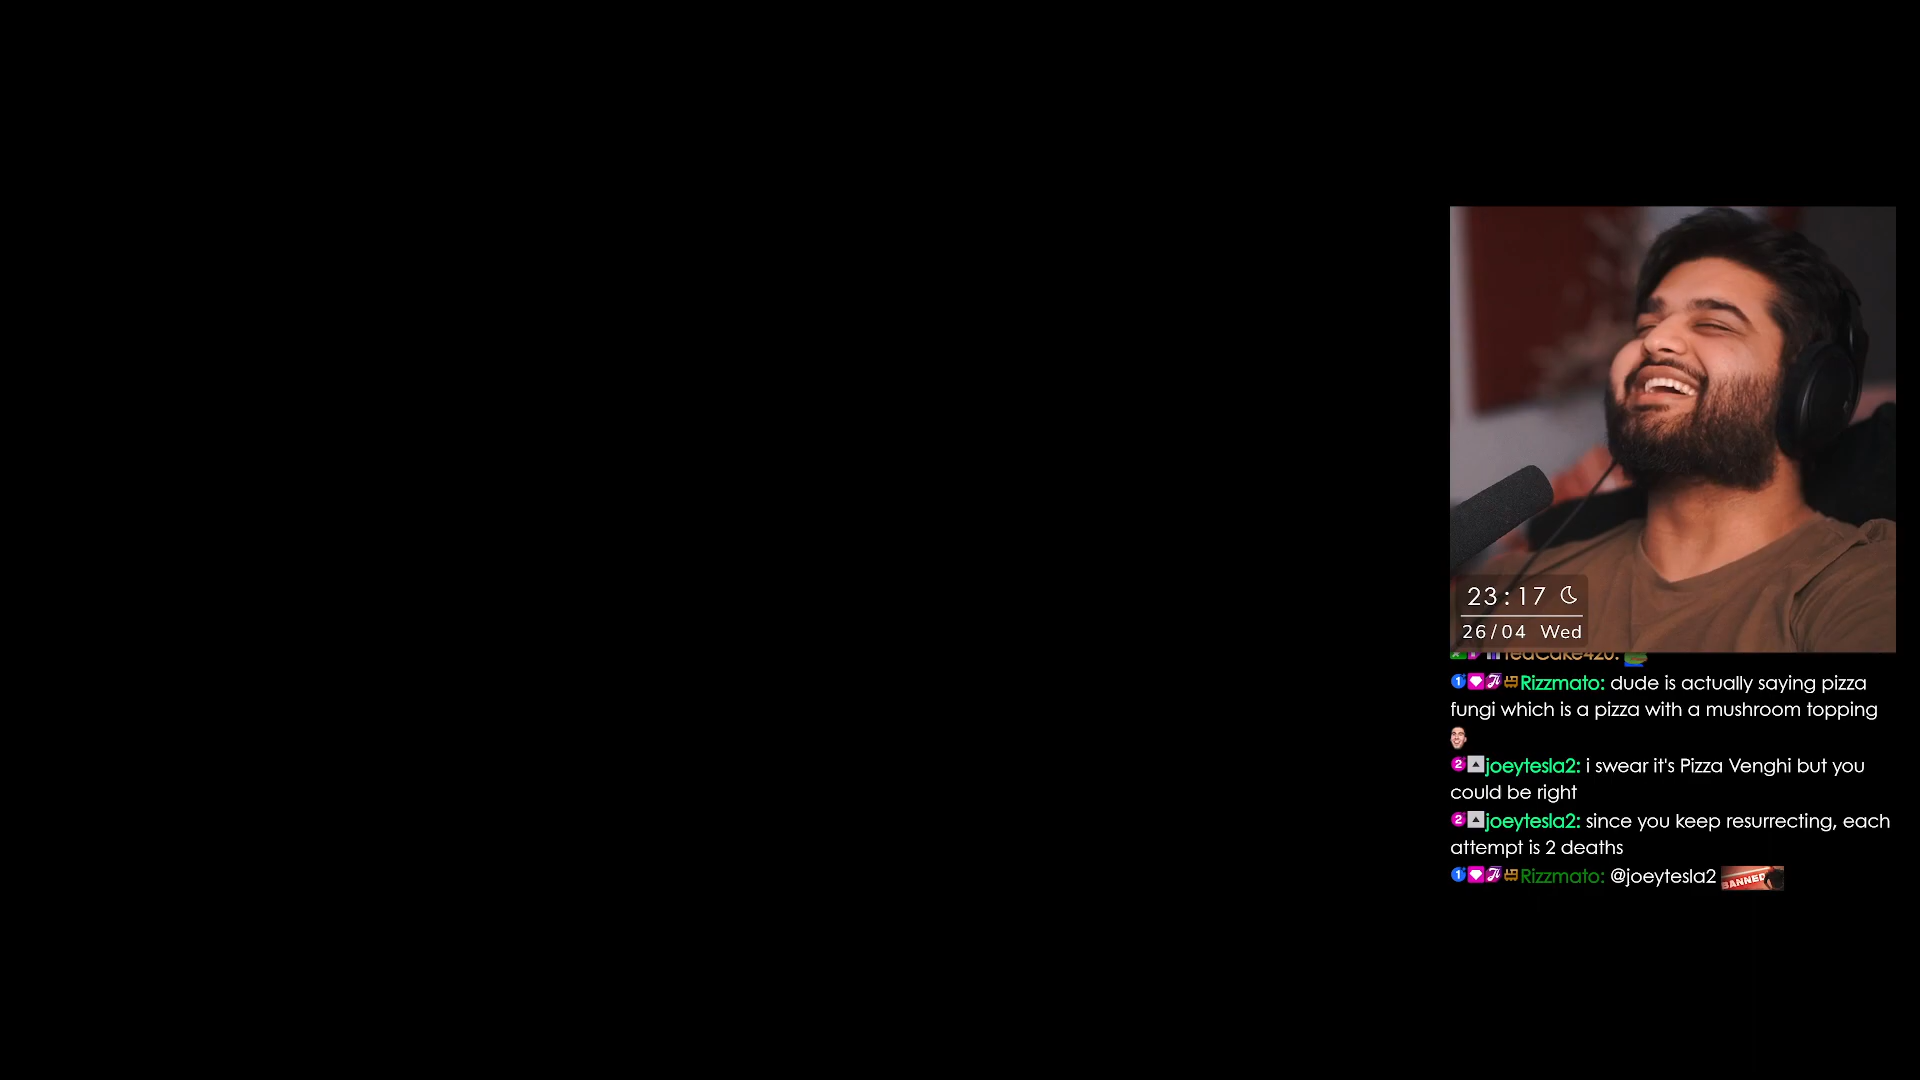 23:17
26/04 Wed
Rizzmato: dude is actually saying pizza
fungi which is a pizza with a mushroom topping
2 joeytesla2: i swear it's Pizza Venghi but you
could be right
2 joeytesla2: since you keep resurrecting, each
attempt is 2 deaths
Rizzmato: @joeytesla2 BANNED